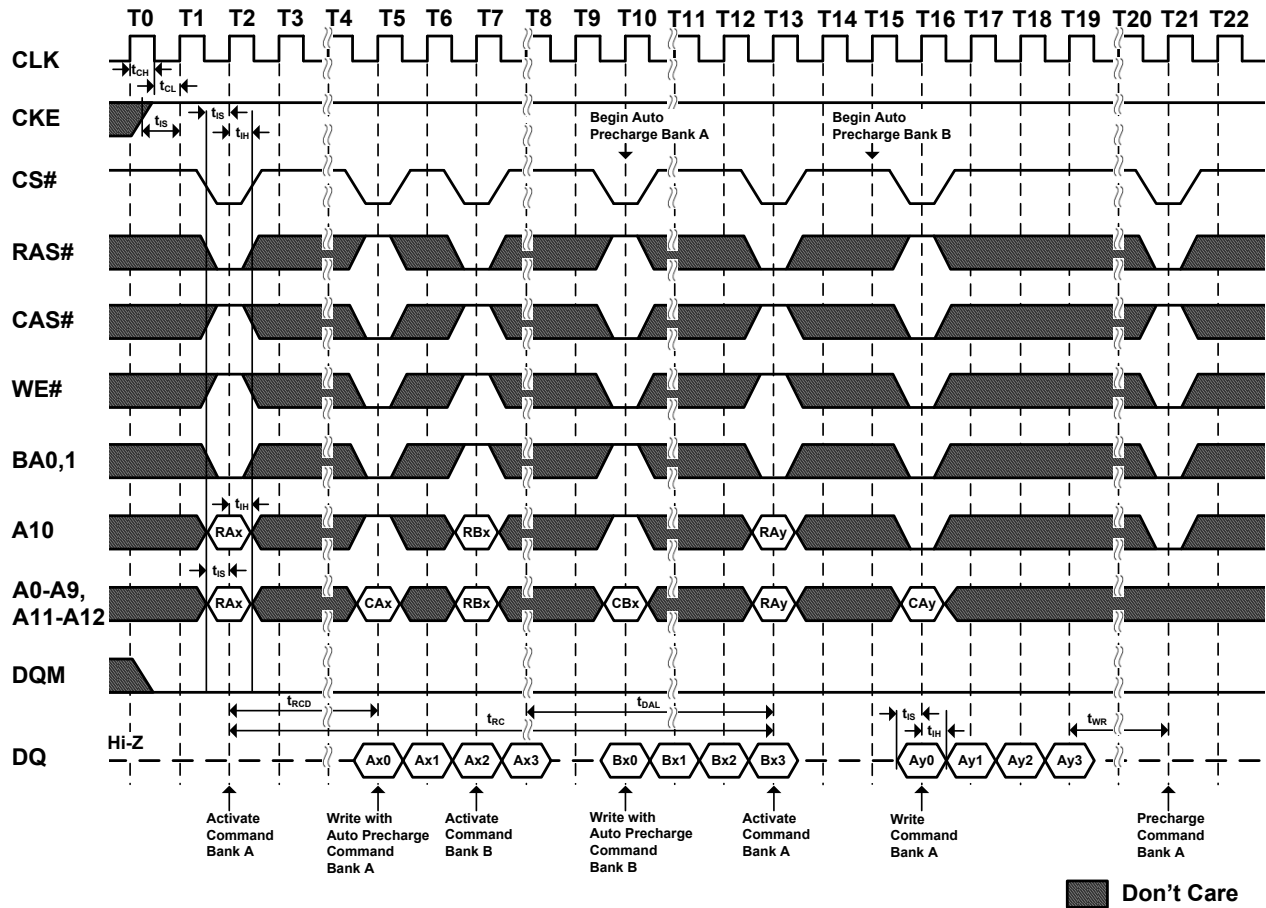 T0 T1 T2 T3 T4 T5 T6 T7 T8 T9 T10 T11 T12 T13 T14 T15 T16 T17 T18 T19 T20 T21 T22
CLK
tCH
tCL
CKE
tIS
tIS
tIH
Begin Auto
Precharge Bank A
Begin Auto
Precharge Bank B
CS#
RAS#
CAS#
WE#
BA0,1
tIH
A10
RAx RBx RAy
tIS
A0-A9,
A11-A12
RAx CAx RBx CBx RAy CAy
DQM
tRCD
tDAL
tRC
tIS
tIH
tWR
Hi-Z
DQ
Ax0 Ax1 Ax2 Ax3 Bx0 Bx1 Bx2 Bx3 Ay0 Ay1 Ay2 Ay3
Activate
Command
Bank A
Write with
Auto Precharge
Command
Bank A
Activate
Command
Bank B
Write with
Auto Precharge
Command
Bank B
Activate
Command
Bank A
Write
Command
Bank A
Precharge
Command
Bank A
Don't Care